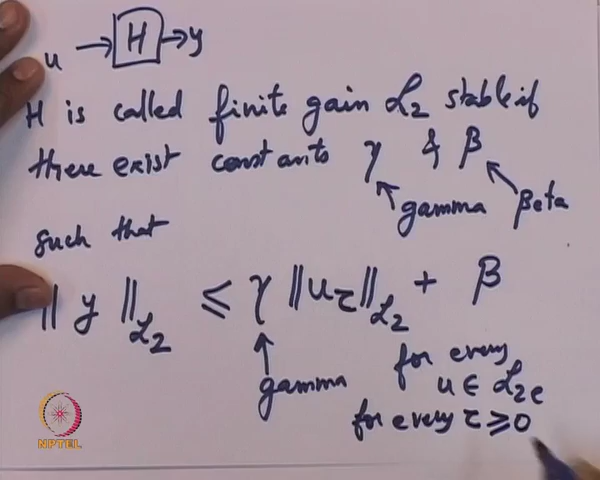 u → H → y
H is called finite gain ℒ₂ stable if
there exist constants γ & β
gamma beta
such that
‖ y ‖ℒ₂ ≤ γ ‖uτ‖ℒ₂ + β
gamma
for every
u ∈ ℒ₂e
for every τ ≥ 0
NPTEL